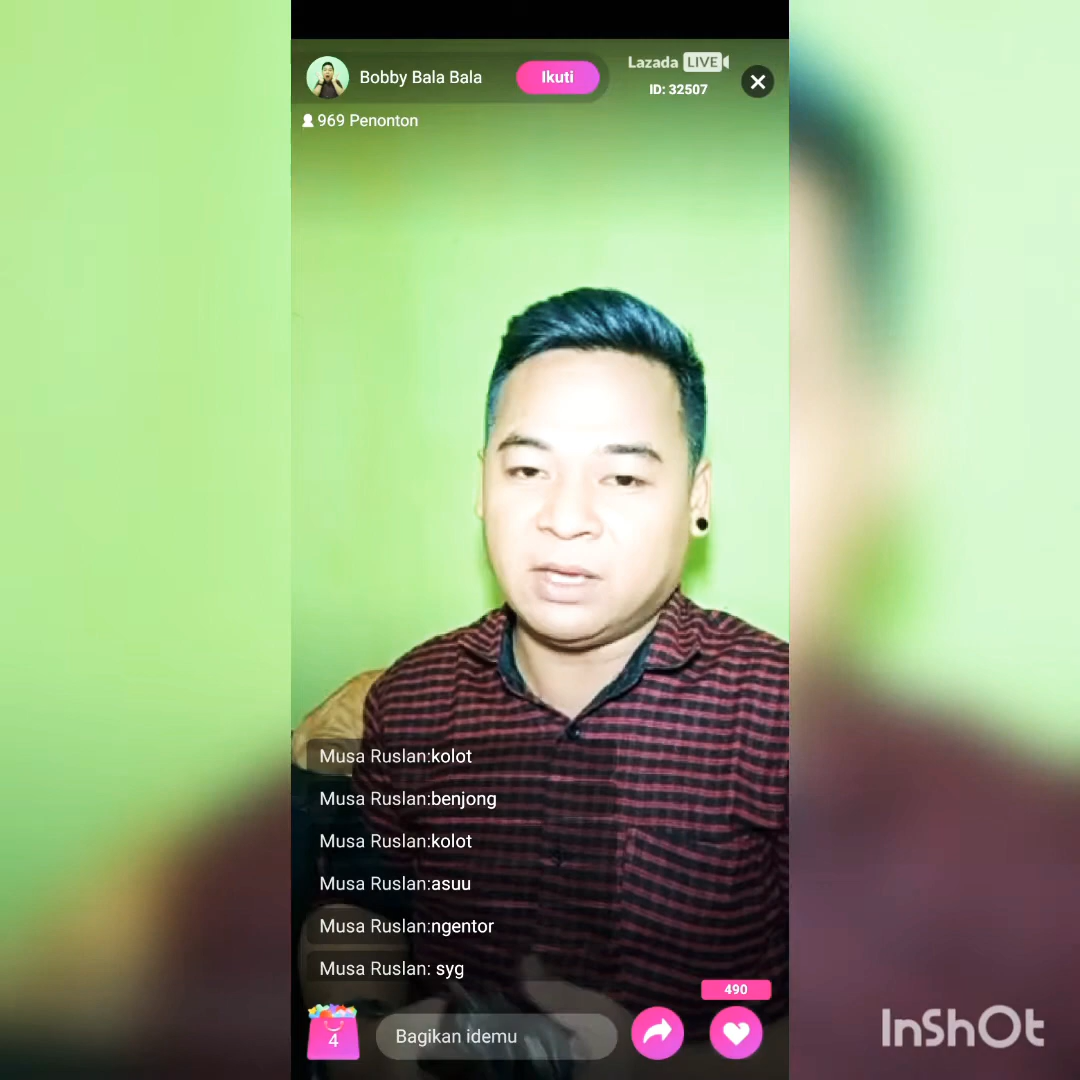 Bobby Bala Bala
Ikuti
Lazada LIVE
ID: 32507
969 Penonton
Musa Ruslan:kolot
Musa Ruslan:benjong
Musa Ruslan:kolot
Musa Ruslan:asuu
Musa Ruslan:ngentor
Musa Ruslan: syg
490
4
Bagikan idemu
InShOt